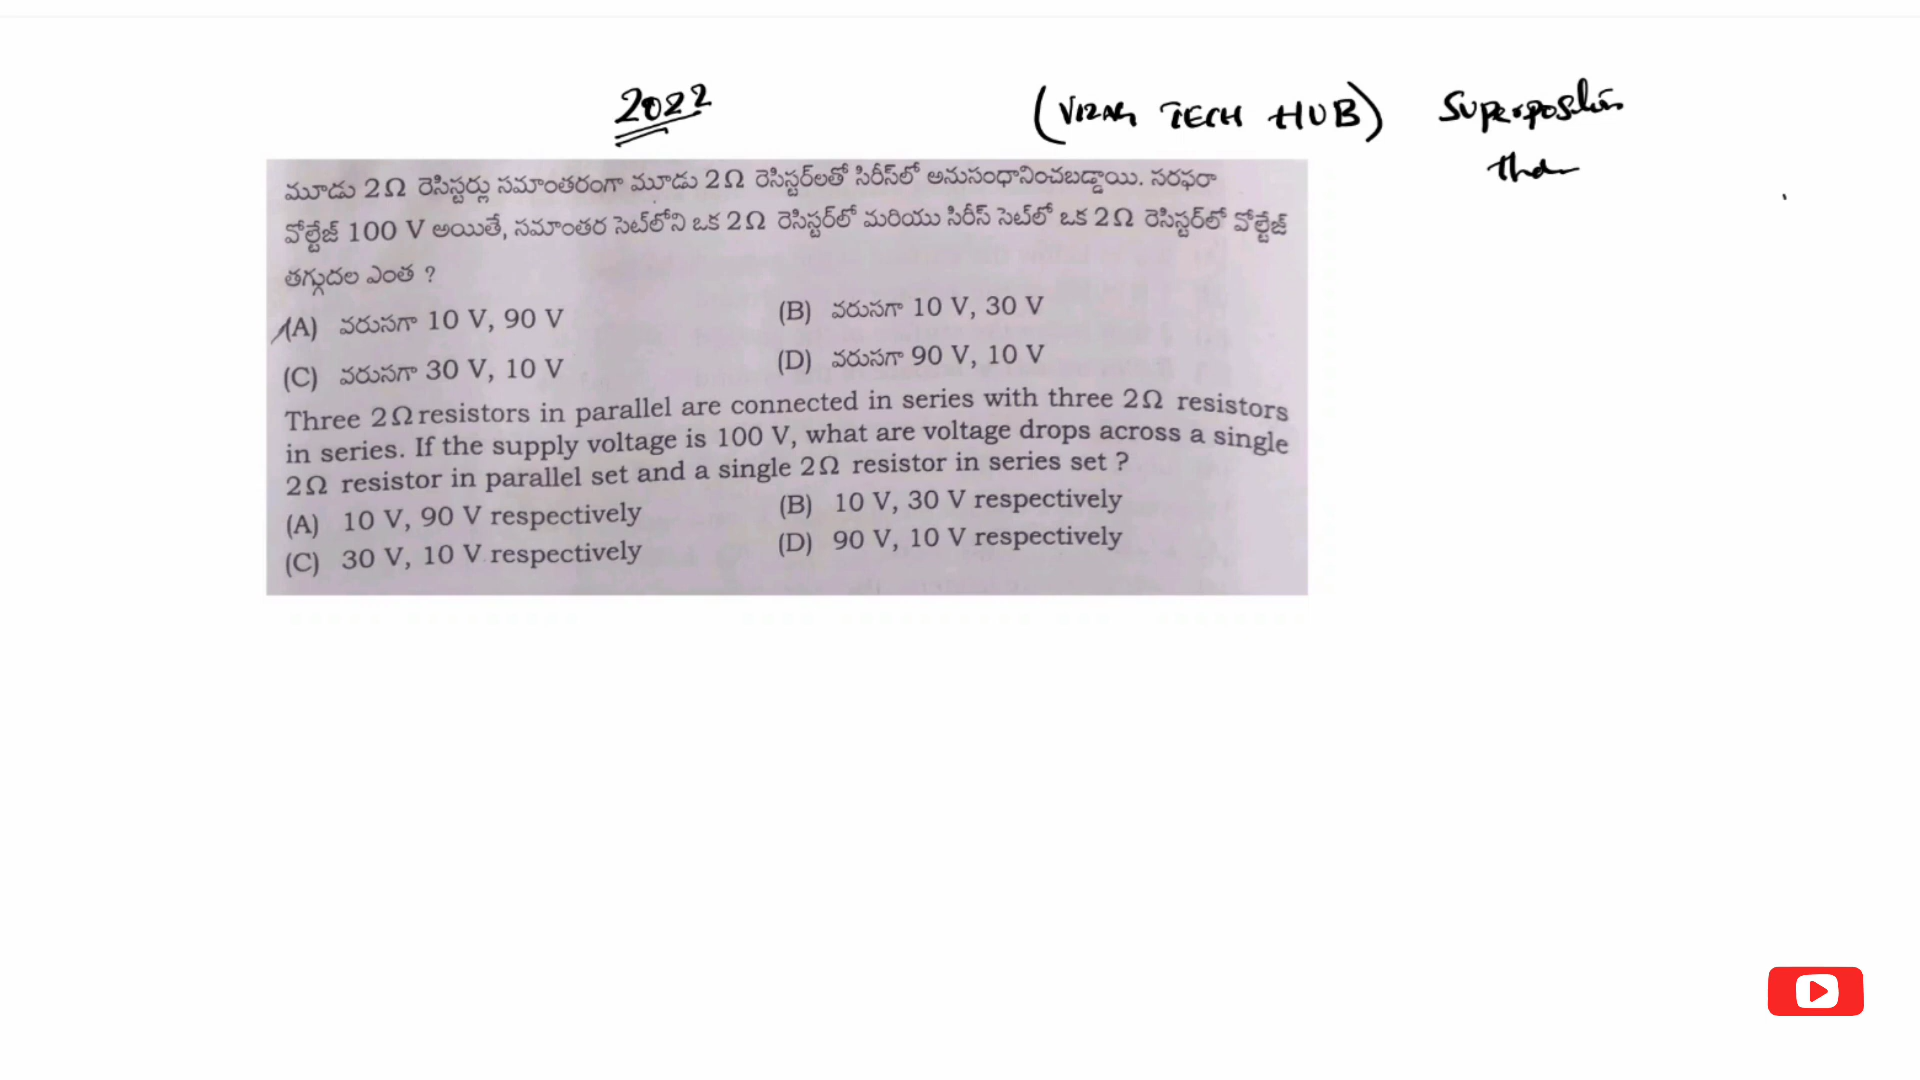 2022
(VIZAG TECH HUB) Superposition
మూడు 2Ω రెసిస్టర్లు సమాంతరంగా మూడు 2Ω రెసిస్టర్‌లతో సిరీస్‌లో అనుసంధానించబడ్డాయి. సరఫరా
వోల్టేజ్ 100 V అయితే, సమాంతర సెట్‌లోని ఒక 2Ω రెసిస్టర్‌లో మరియు సిరీస్ సెట్‌లో ఒక 2Ω రెసిస్టర్‌లో వోల్టేజ్
తగ్గుదల ఎంత ?
(A) వరుసగా 10 V, 90 V
(B) వరుసగా 10 V, 30 V
(C) వరుసగా 30 V, 10 V
(D) వరుసగా 90 V, 10 V
Three 2Ω resistors in parallel are connected in series with three 2Ω resistors
in series. If the supply voltage is 100 V, what are voltage drops across a single
2Ω resistor in parallel set and a single 2Ω resistor in series set ?
(A) 10 V, 90 V respectively
(B) 10 V, 30 V respectively
(C) 30 V, 10 V respectively
(D) 90 V, 10 V respectively